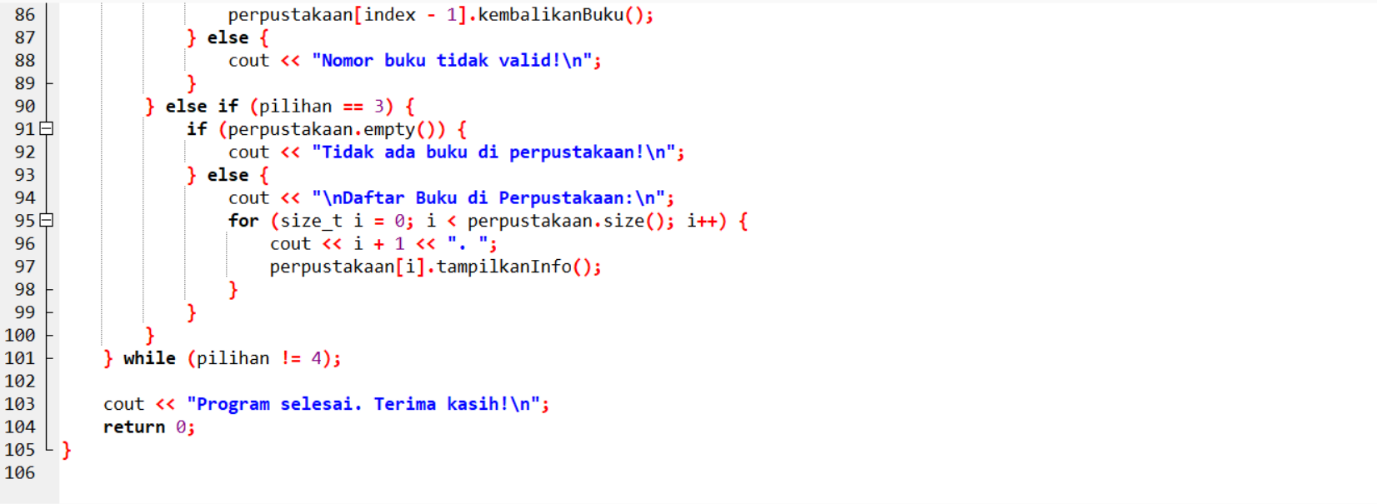 86 perpustakaan[index - 1].kembalikanBuku();
87 } else {
88 cout << "Nomor buku tidak valid!\n";
89 }
90 } else if (pilihan == 3) {
91 if (perpustakaan.empty()) {
92 cout << "Tidak ada buku di perpustakaan!\n";
93 } else {
94 cout << "\nDaftar Buku di Perpustakaan:\n";
95 for (size_t i = 0; i < perpustakaan.size(); i++) {
96 cout << i + 1 << ". ";
97 perpustakaan[i].tampilkanInfo();
98 }
99 }
100 }
101 } while (pilihan != 4);
102
103 cout << "Program selesai. Terima kasih!\n";
104 return 0;
105 }
106